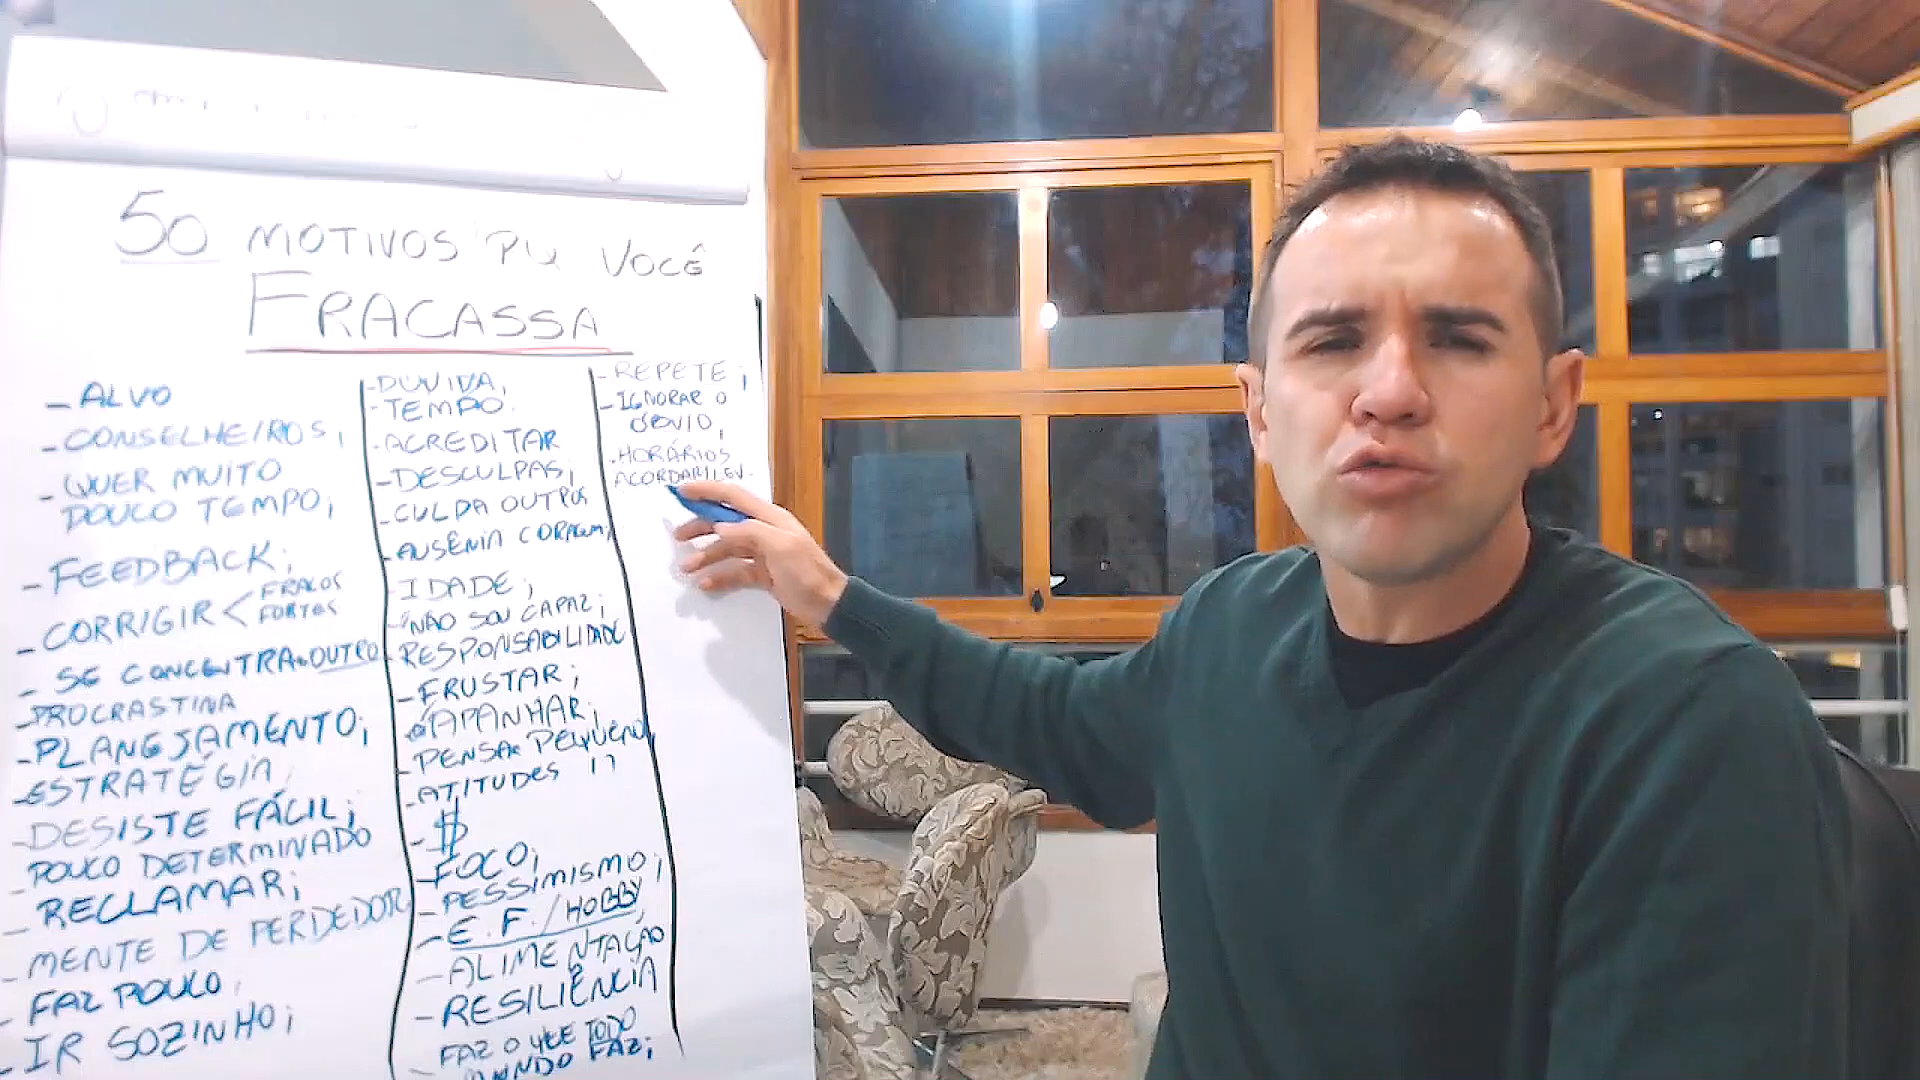 50 MOTIVOS PQ VOCÊ
FRACASSA
- ALVO
- CONSELHEIROS;
- QUER MUITO
POUCO TEMPO;
- FEEDBACK;
- CORRIGIR < FRACOS
FORTES
- SE CONCENTRA OUTRO
- PROCRASTINA
- PLANEJAMENTO;
- ESTRATÉGIA
- DESISTE FÁCIL;
- POUCO DETERMINADO
- RECLAMAR;
- MENTE DE PERDEDOR
- FAZ POUCO
- IR SOZINHO;
- DÚVIDA,
- TEMPO.
- ACREDITAR
- DESCULPAS;
- CULPA OUTROS
- AUSÊNIA CORAGEM;
- IDADE;
- "NÃO SOU CAPAZ;
RESPONSABILIDADE
- FRUSTAR;
APANHAR;
- PENSAR PEQUENO
- ATITUDES
- $
- FOCO;
- PESSIMISMO;
- E.F./HOBBY
- ALIMENTAÇÃO
- RESILIÊNCIA
- FAZ O QUE TODO
MUNDO FAZ;
- REPETE;
- IGNORAR O
ÓBVIO,
- HORÁRIOS
ACORDAR/LEV.